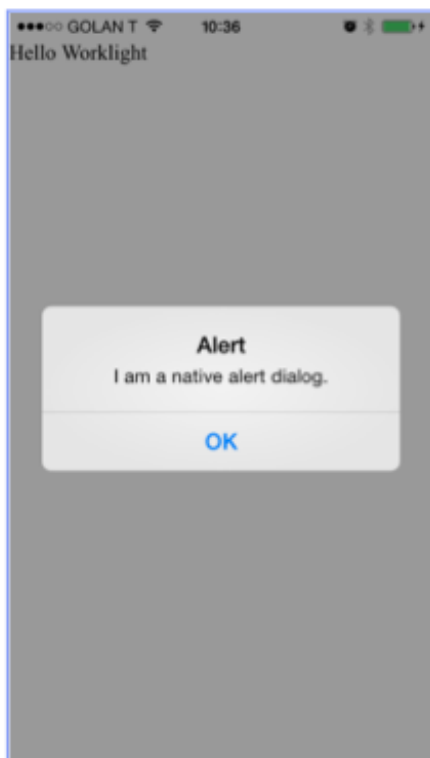 GOLAN T 10:36
Hello Worklight
Alert
I am a native alert dialog.
OK